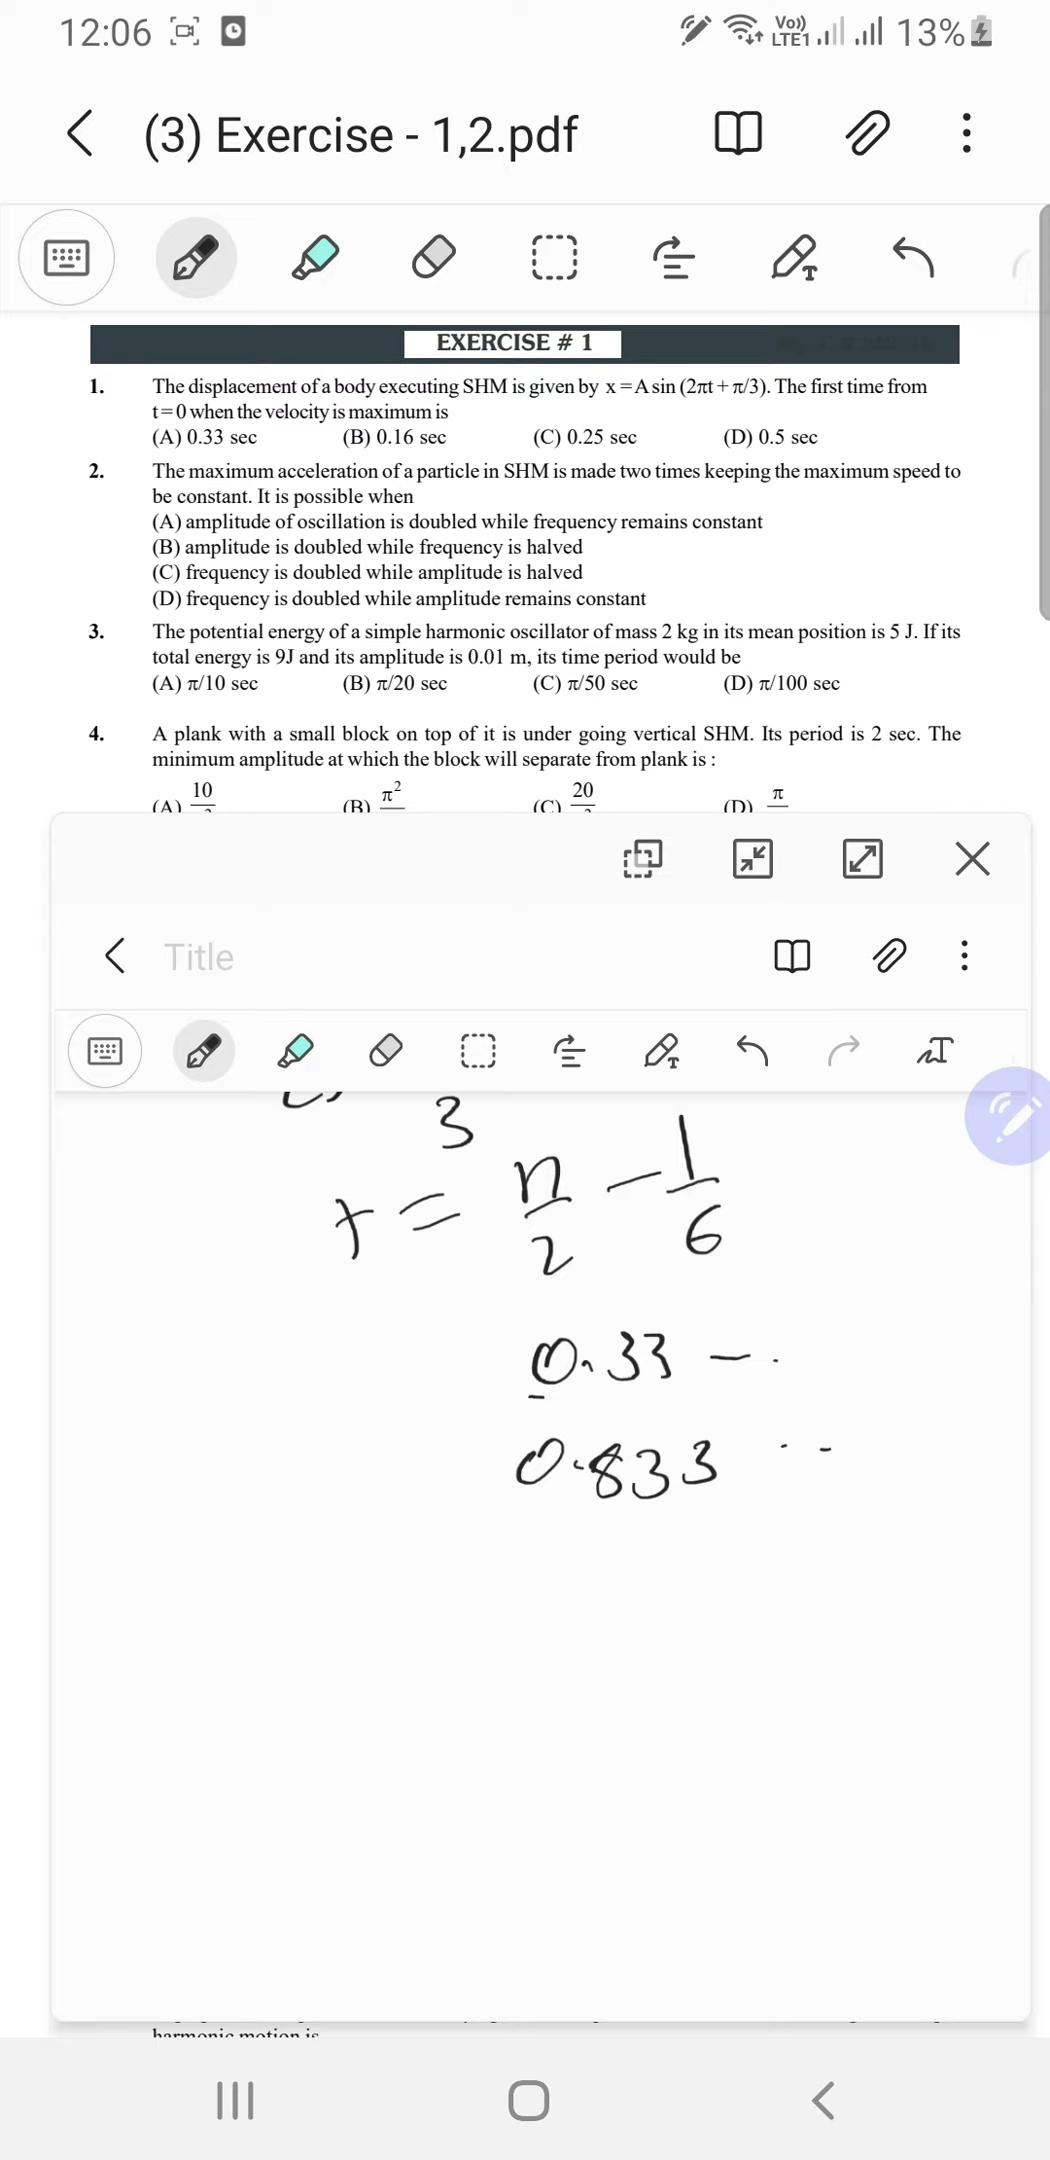 12:06 Vo)) LTE1 13%
(3) Exercise - 1,2.pdf
EXERCISE # 1
1. The displacement of a body executing SHM is given by x = A sin (2πt + π/3). The first time from
t = 0 when the velocity is maximum is
(A) 0.33 sec (B) 0.16 sec (C) 0.25 sec (D) 0.5 sec
2. The maximum acceleration of a particle in SHM is made two times keeping the maximum speed to
be constant. It is possible when
(A) amplitude of oscillation is doubled while frequency remains constant
(B) amplitude is doubled while frequency is halved
(C) frequency is doubled while amplitude is halved
(D) frequency is doubled while amplitude remains constant
3. The potential energy of a simple harmonic oscillator of mass 2 kg in its mean position is 5 J. If its
total energy is 9J and its amplitude is 0.01 m, its time period would be
(A) π/10 sec (B) π/20 sec (C) π/50 sec (D) π/100 sec
4. A plank with a small block on top of it is under going vertical SHM. Its period is 2 sec. The
minimum amplitude at which the block will separate from plank is :
(A) 10 (B) π² (C) 20 (D) π
Title
3
t = n/2 - 1/6
0.33 - .
0.833 . . -
harmonic motion is